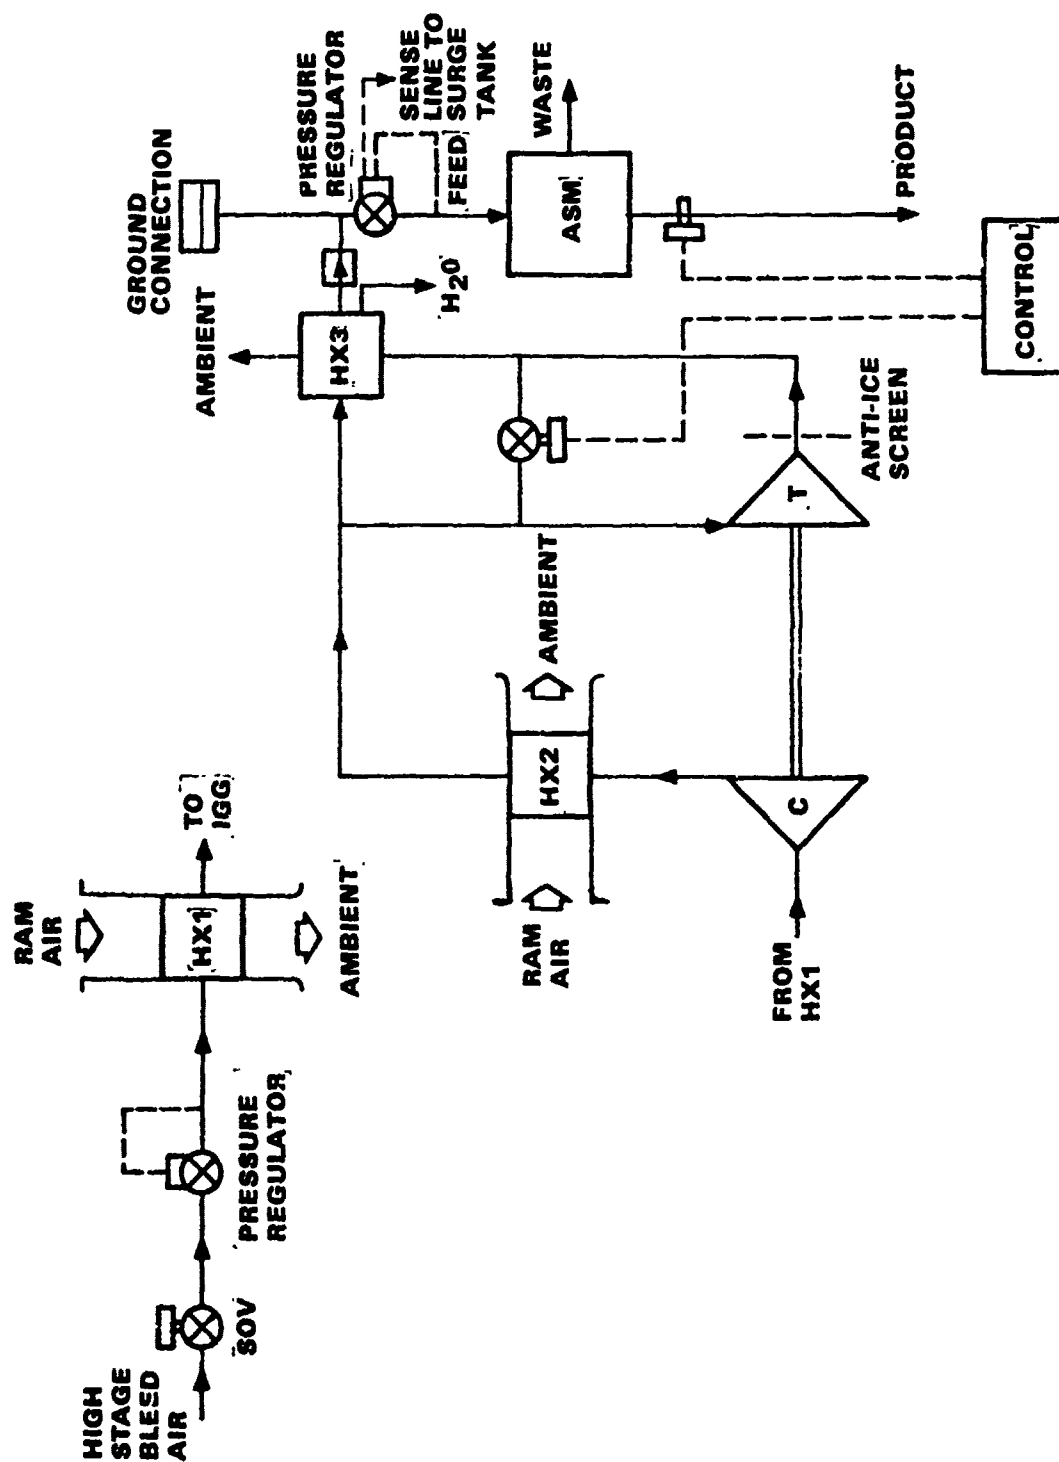 HIGH
STAGE
BLEED
AIR
SOV
PRESSURE
REGULATOR
RAM
AIR
HX1
AMBIENT
TO
IGG
FROM
HX1
C
RAM
AIR
HX2
AMBIENT
T
ANTI-ICE
SCREEN
AMBIENT
HX3
H2O
GROUND
CONNECTION
PRESSURE
REGULATOR
SENSE
LINE TO
SURGE
TANK
FEED
ASM
WASTE
PRODUCT
CONTROL